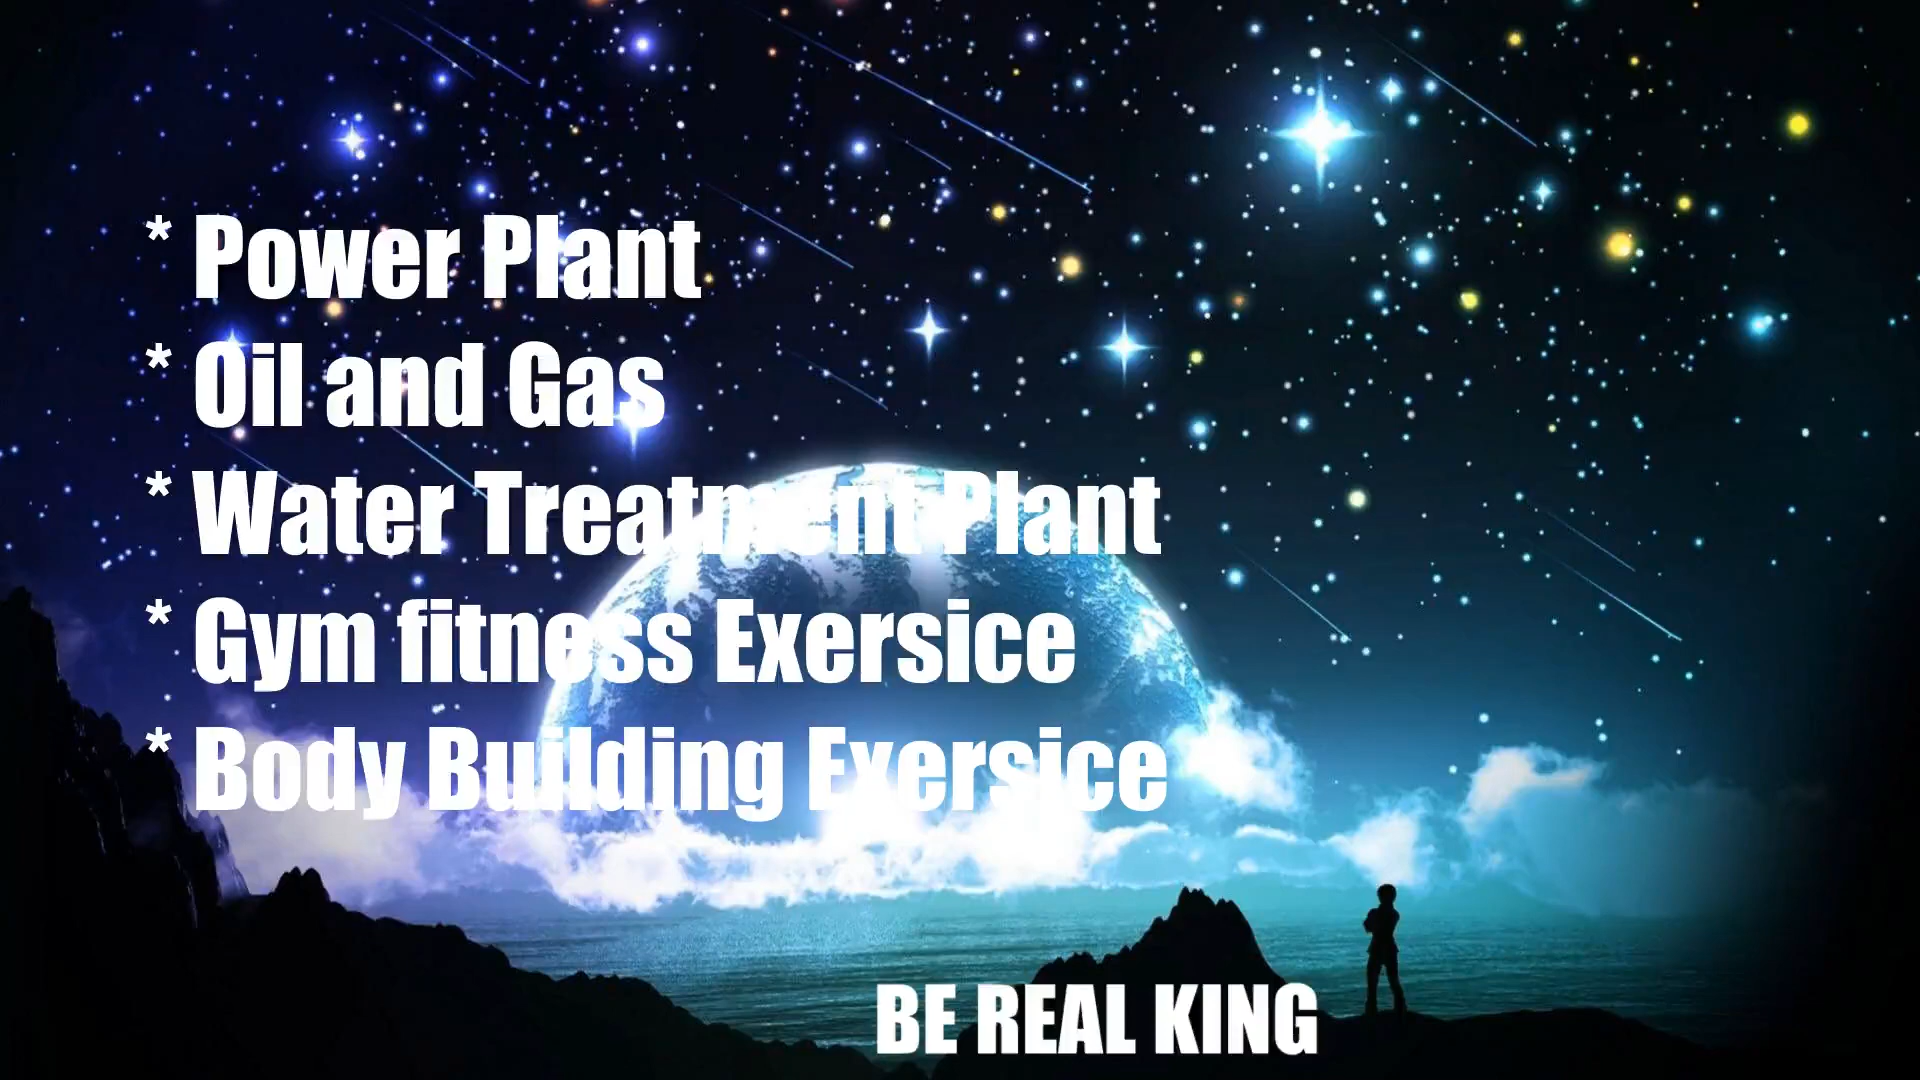 * Power Plant
* Oil and Gas
* Water Treatment Plant
* Gym fitness Exersice
* Body Building Exersice
BE REAL KING